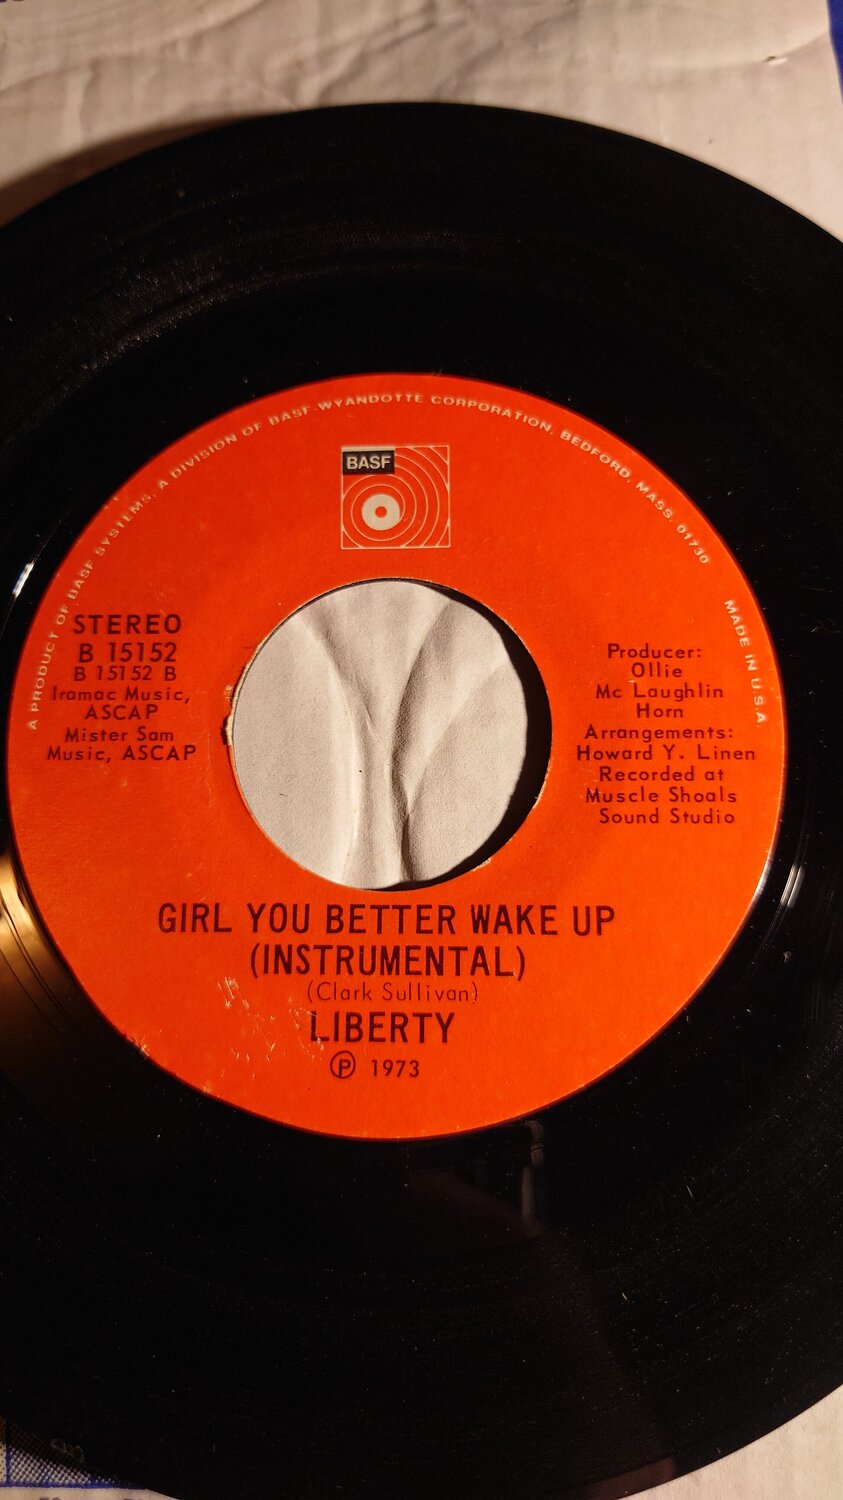 A PRODUCT OF BASF SYSTEMS, A DIVISION OF BASF-WYANDOTTE CORPORATION, BEDFORD, MASS. 01730
MADE IN U.S.A.
BASF
STEREO
B 15152
B 15152 B
Iramac Music,
ASCAP
Mister Sam
Music, ASCAP
Producer:
Ollie
Mc Laughlin
Horn
Arrangements:
Howard Y. Linen
Recorded at
Muscle Shoals
Sound Studio
GIRL YOU BETTER WAKE UP
(INSTRUMENTAL)
(Clark Sullivan)
LIBERTY
℗ 1973